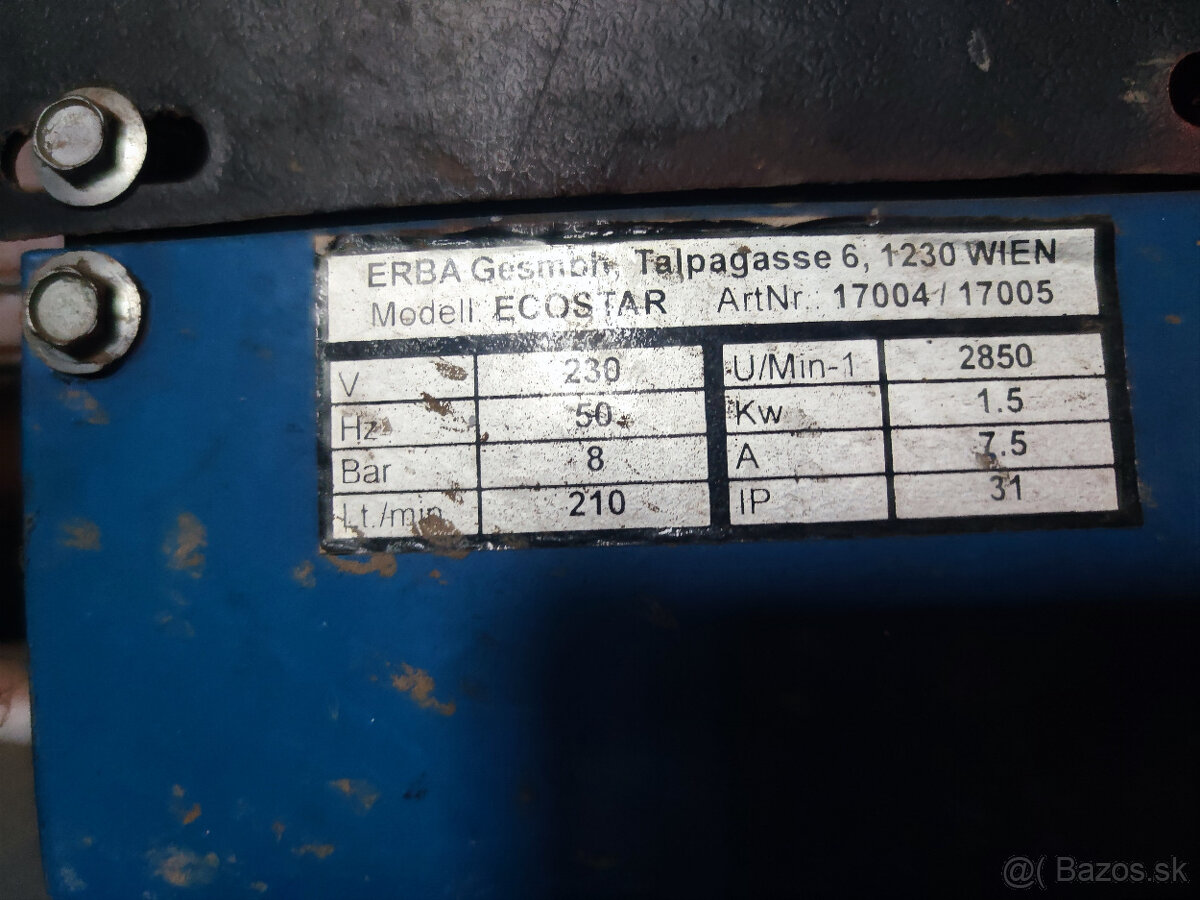 ERBA Gesmbh, Talpagasse 6, 1230 WIEN
Modell ECOSTAR ArtNr.: 17004 / 17005
V 230 U/Min-1 2850
Hz 50 Kw 1.5
Bar 8 A 7.5
Lt./min 210 IP 31
@( Bazos.sk